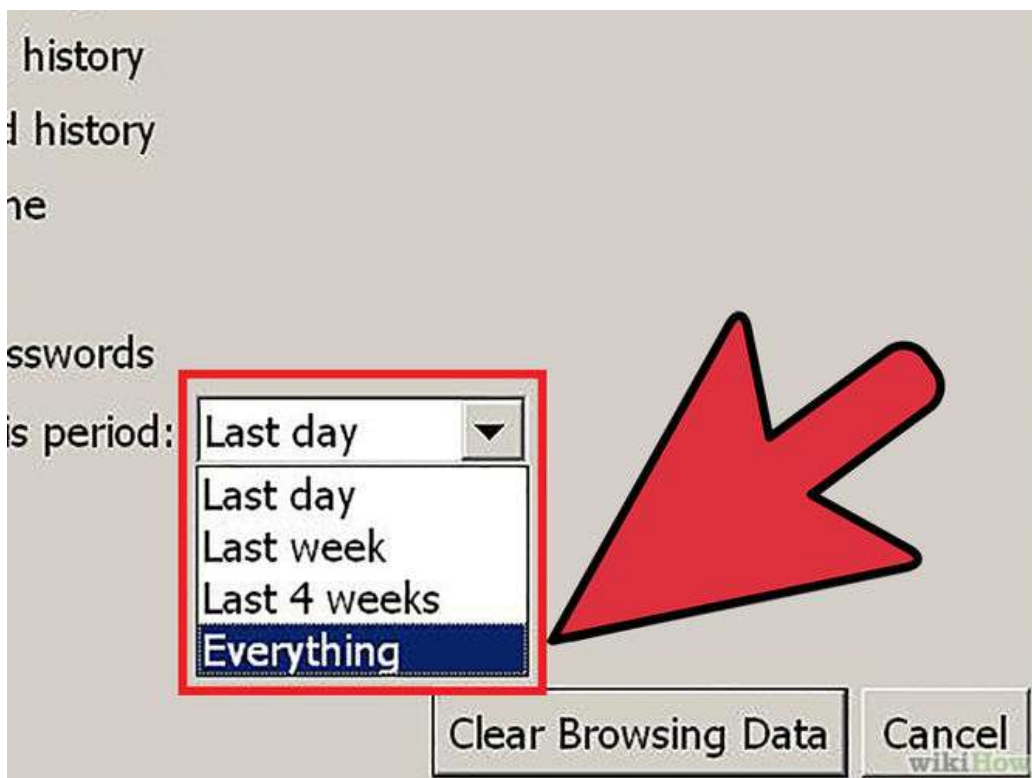 history
d history
ne
sswords
is period: Last day
Last day
Last week
Last 4 weeks
Everything
Clear Browsing Data Cancel
wikiHow